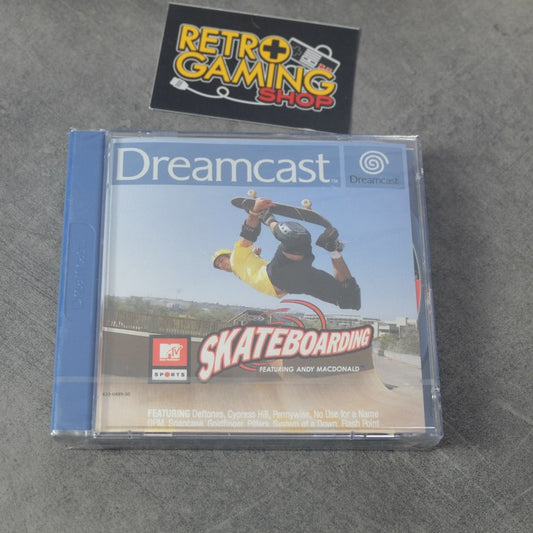 RETRO
GAMING
SHOP
Dreamcast™
Dreamcast
MTV
SPORTS
SKATEBOARDING
FEATURING ANDY MACDONALD
FEATURING Deftones, Cypress Hill, Pennywise, No Use for a Name
OPM, Snapcase, Goldfinger, Pilfers, System of a Down, Flash Point